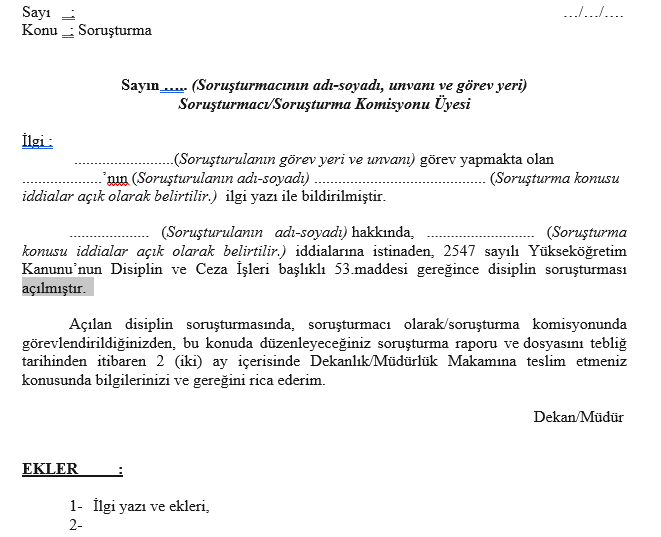 Sayı : .../.../....
Konu : Soruşturma
Sayın ..... (Soruşturmacının adı-soyadı, unvanı ve görev yeri)
Soruşturmacı/Soruşturma Komisyonu Üyesi
İlgi :
..........................(Soruşturulanın görev yeri ve unvanı) görev yapmakta olan
.....................’nın (Soruşturulanın adı-soyadı) ............................................. (Soruşturma konusu
iddialar açık olarak belirtilir.) ilgi yazı ile bildirilmiştir.
..................... (Soruşturulanın adı-soyadı) hakkında, ............................ (Soruşturma
konusu iddialar açık olarak belirtilir.) iddialarına istinaden, 2547 sayılı Yükseköğretim
Kanunu’nun Disiplin ve Ceza İşleri başlıklı 53.maddesi gereğince disiplin soruşturması
açılmıştır.
Açılan disiplin soruşturmasında, soruşturmacı olarak/soruşturma komisyonunda
görevlendirildiğinizden, bu konuda düzenleyeceğiniz soruşturma raporu ve dosyasını tebliğ
tarihinden itibaren 2 (iki) ay içerisinde Dekanlık/Müdürlük Makamına teslim etmeniz
konusunda bilgilerinizi ve gereğini rica ederim.
Dekan/Müdür
EKLER :
1- İlgi yazı ve ekleri,
2-